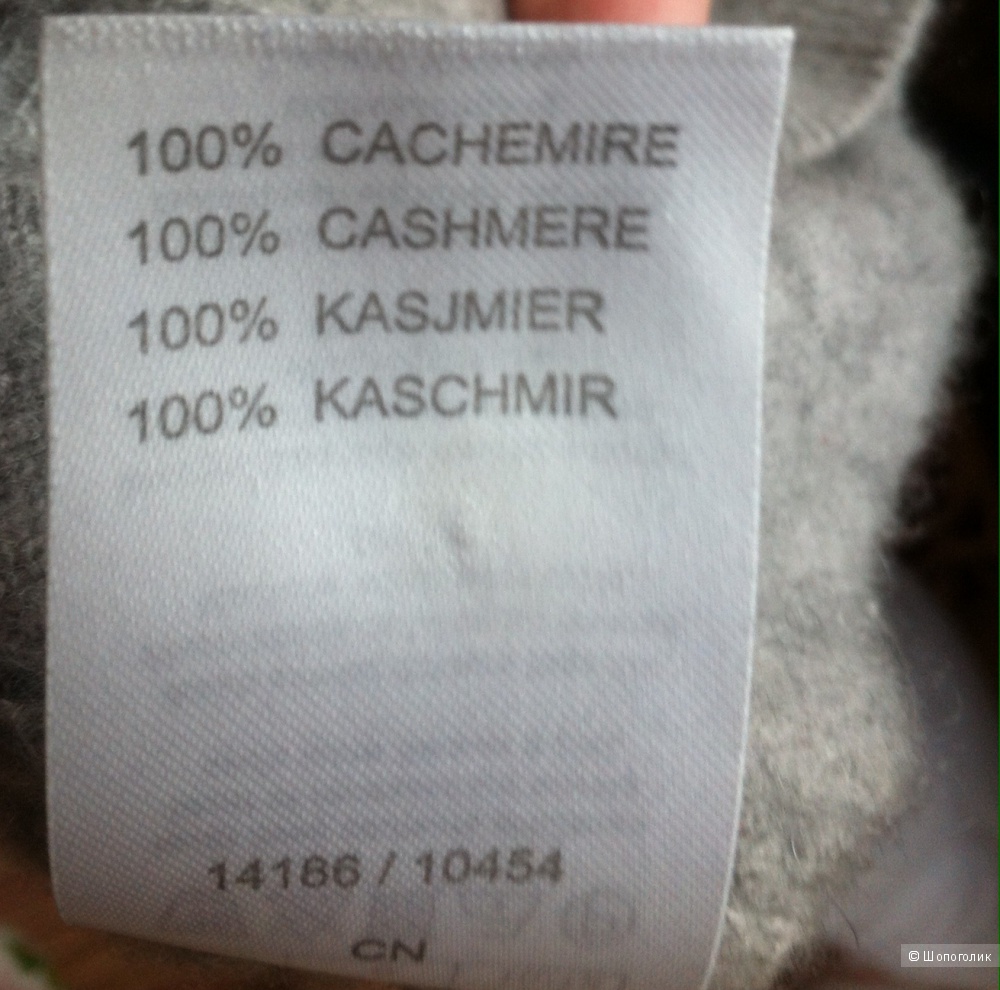 100% CACHEMIRE
100% CASHMERE
100% KASJMIER
100% KASCHMIR
14186 / 10454
CN
© Шопоголик